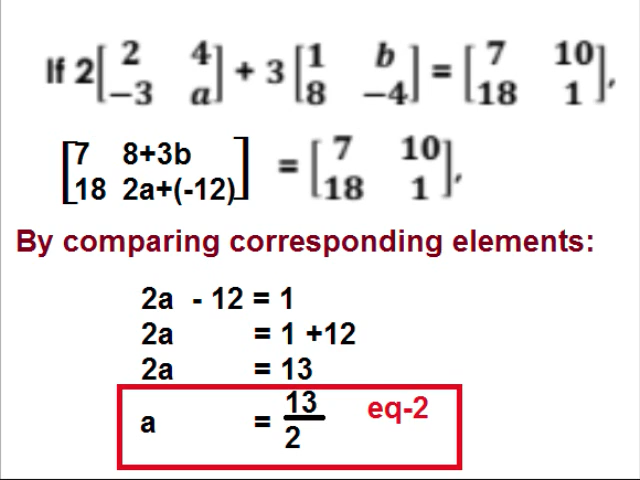 If 2[2 4 + 3[1 b = [7 10
-3 a] 8 -4] 18 1],
[7 8+3b = [7 10
18 2a+(-12)] 18 1],
By comparing corresponding elements:
2a - 12 = 1
2a = 1 +12
2a = 13
a = 13/2 eq-2